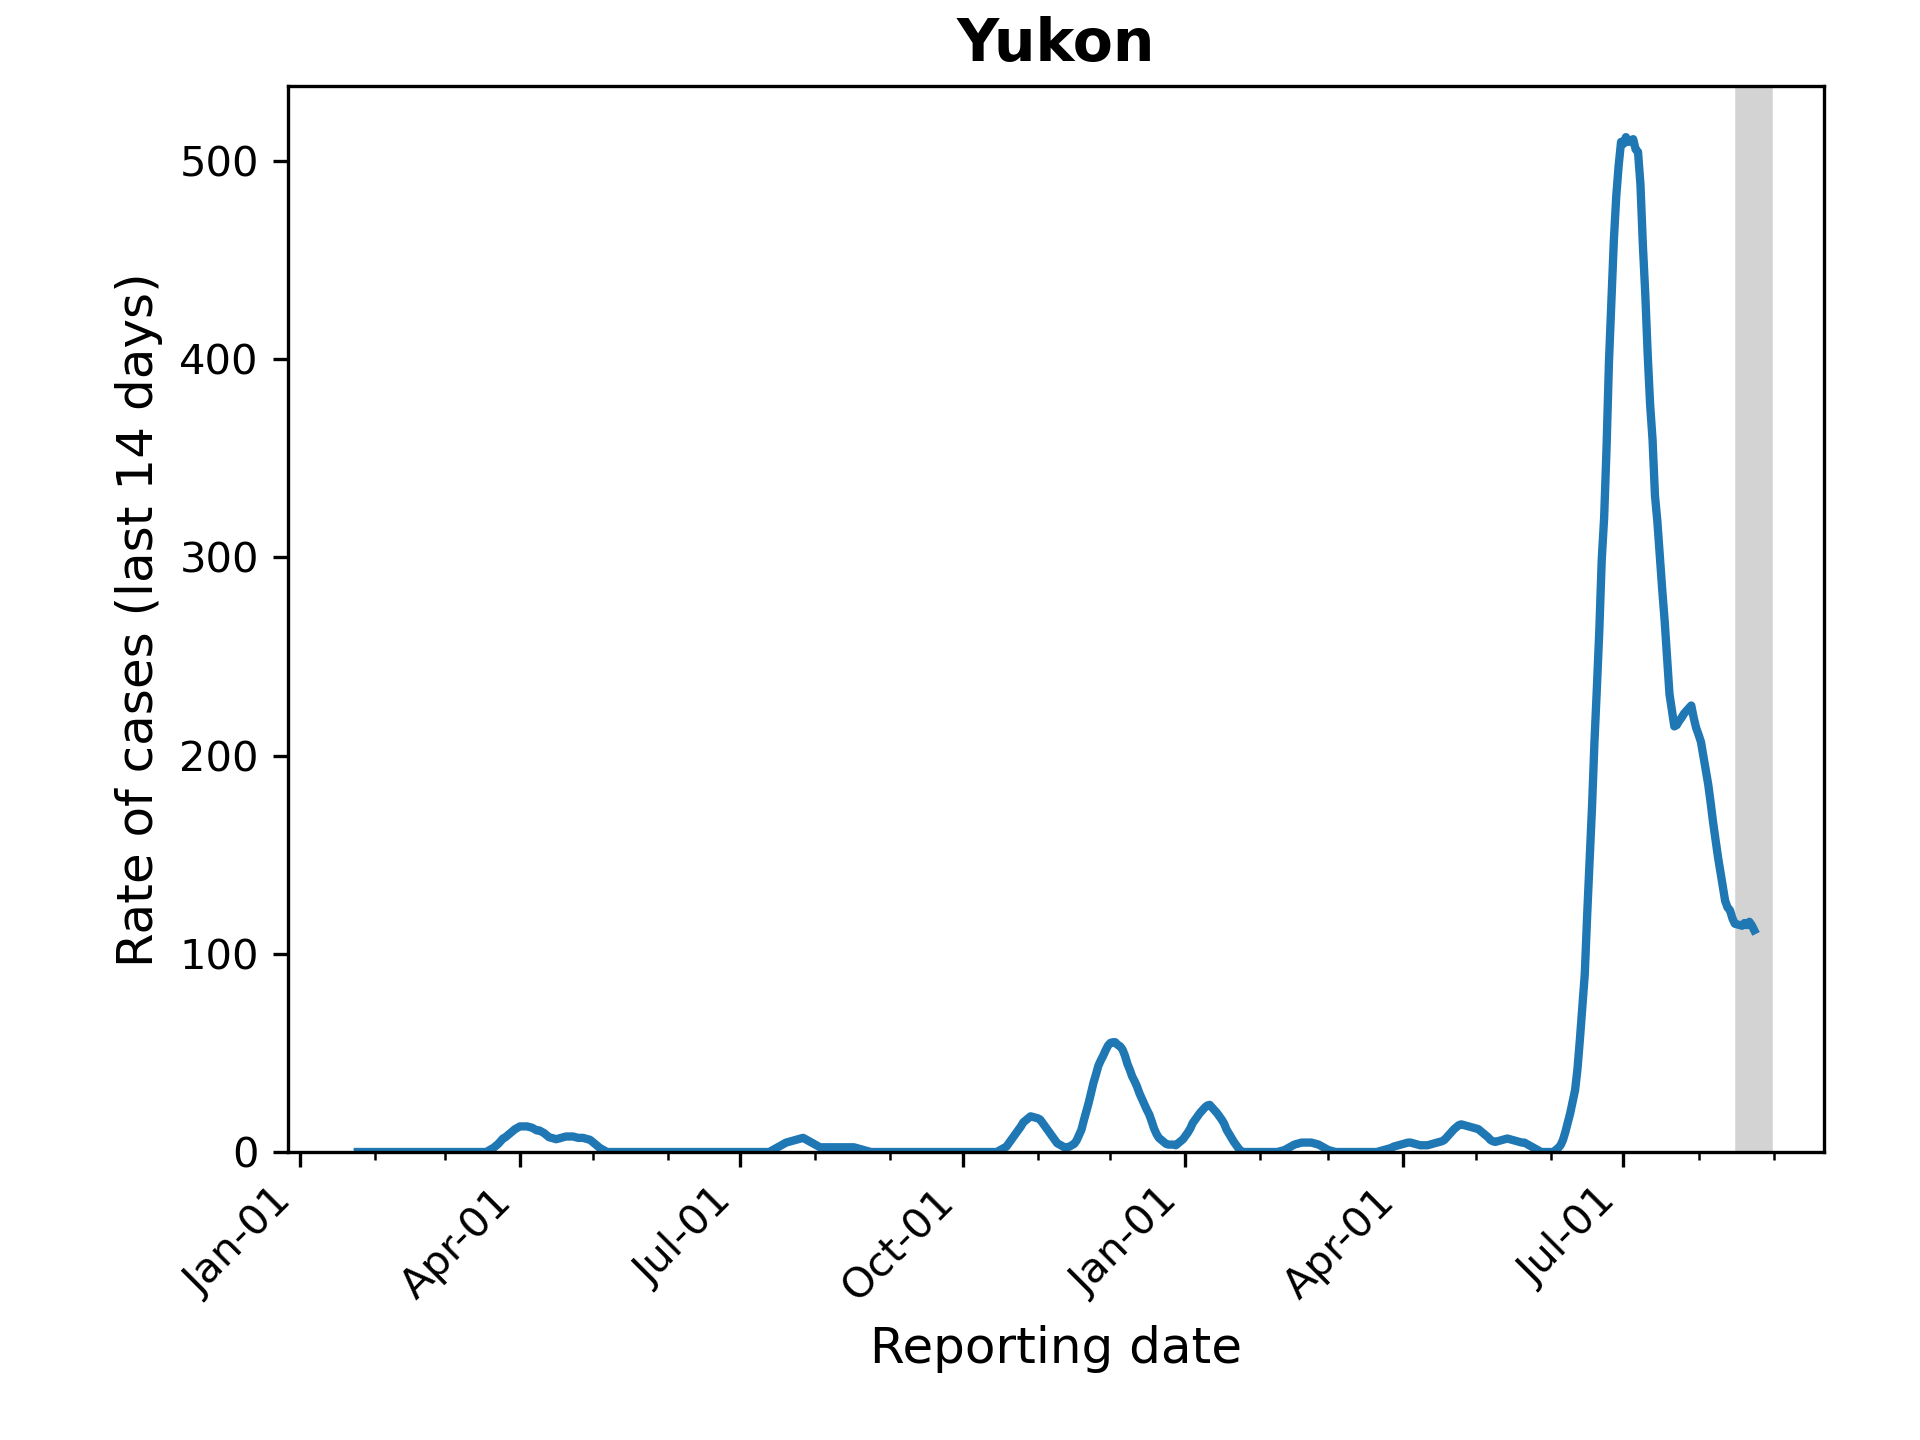 Yukon
Rate of cases (last 14 days)
500
400
300
200
100
0
Jan-01
Apr-01
Jul-01
Oct-01
Jan-01
Apr-01
Jul-01
Reporting date